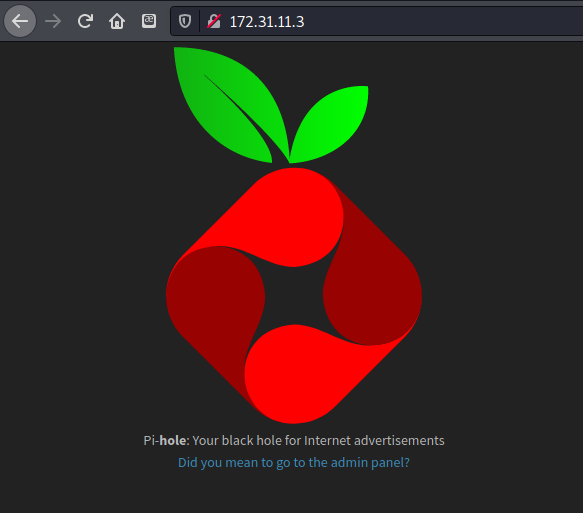 172.31.11.3
Pi-hole: Your black hole for Internet advertisements
Did you mean to go to the admin panel?